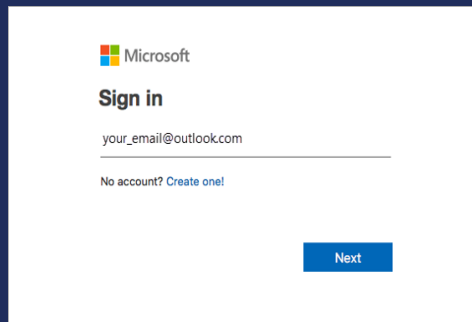 Microsoft
Sign in
your_email@outlook.com
No account? Create one!
Next